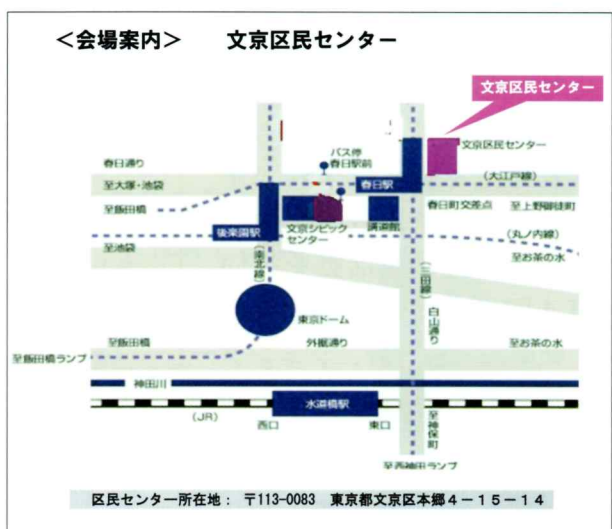 <会場案内> 文京区民センター
文京区民センター
バス停
春日駅前
文京区民センター
春日通り
(大江戸線)
至大塚・池袋
春日駅
至飯田橋
春日町交差点
至上野御徒町
後楽園駅
文京シビック
センター
講道館
(丸ノ内線)
至池袋
至お茶の水
(南北線)
(三田線)
白山通り
東京ドーム
至飯田橋
外掘通り
至お茶の水
至飯田橋ランプ
神田川
水道橋駅
(JR)
西口
東口
至神保町
至西神田ランプ
区民センター所在地: 〒113-0083 東京都文京区本郷4-15-14